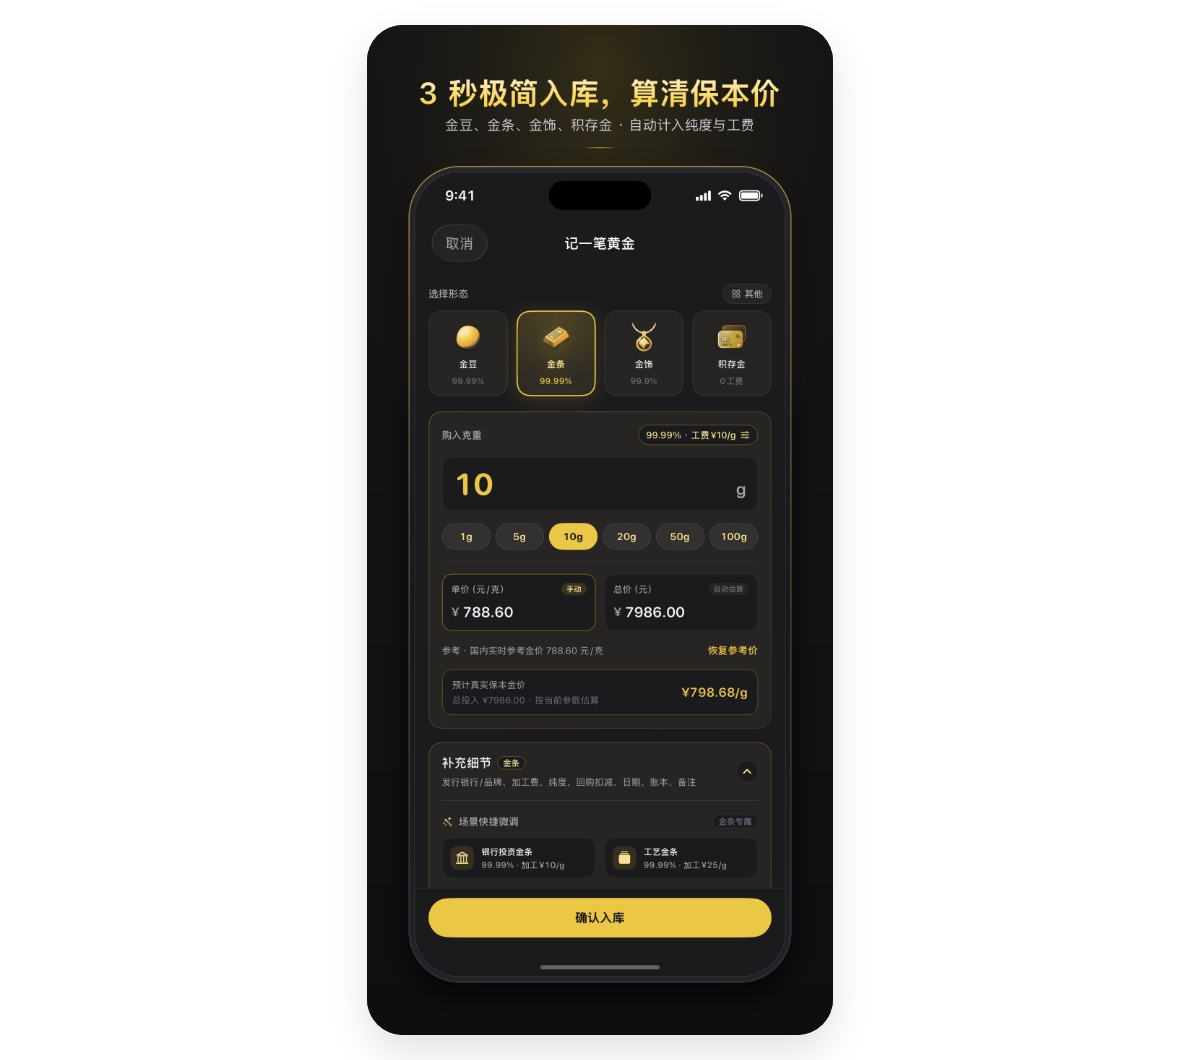 3 秒极简入库，算清保本价
金豆、金条、金饰、积存金 · 自动计入纯度与工费
9:41
取消
记一笔黄金
选择形态
其他
金豆
99.99%
金条
99.99%
金饰
99.9%
积存金
0 工费
购入克重
99.99% · 工费¥10/g
10
g
1g
5g
10g
20g
50g
100g
单价 (元/克)
手动
¥ 788.60
总价 (元)
自动估算
¥ 7986.00
参考 · 国内实时参考金价 788.60 元/克
恢复参考价
预计真实保本金价
总投入 ¥7986.00 · 按当前参数估算
¥798.68/g
补充细节
金条
发行银行/品牌、加工费、纯度、回购扣减、日期、账本、备注
场景快捷微调
金条专属
银行投资金条
99.99% · 加工¥10/g
工艺金条
99.99% · 加工¥25/g
确认入库